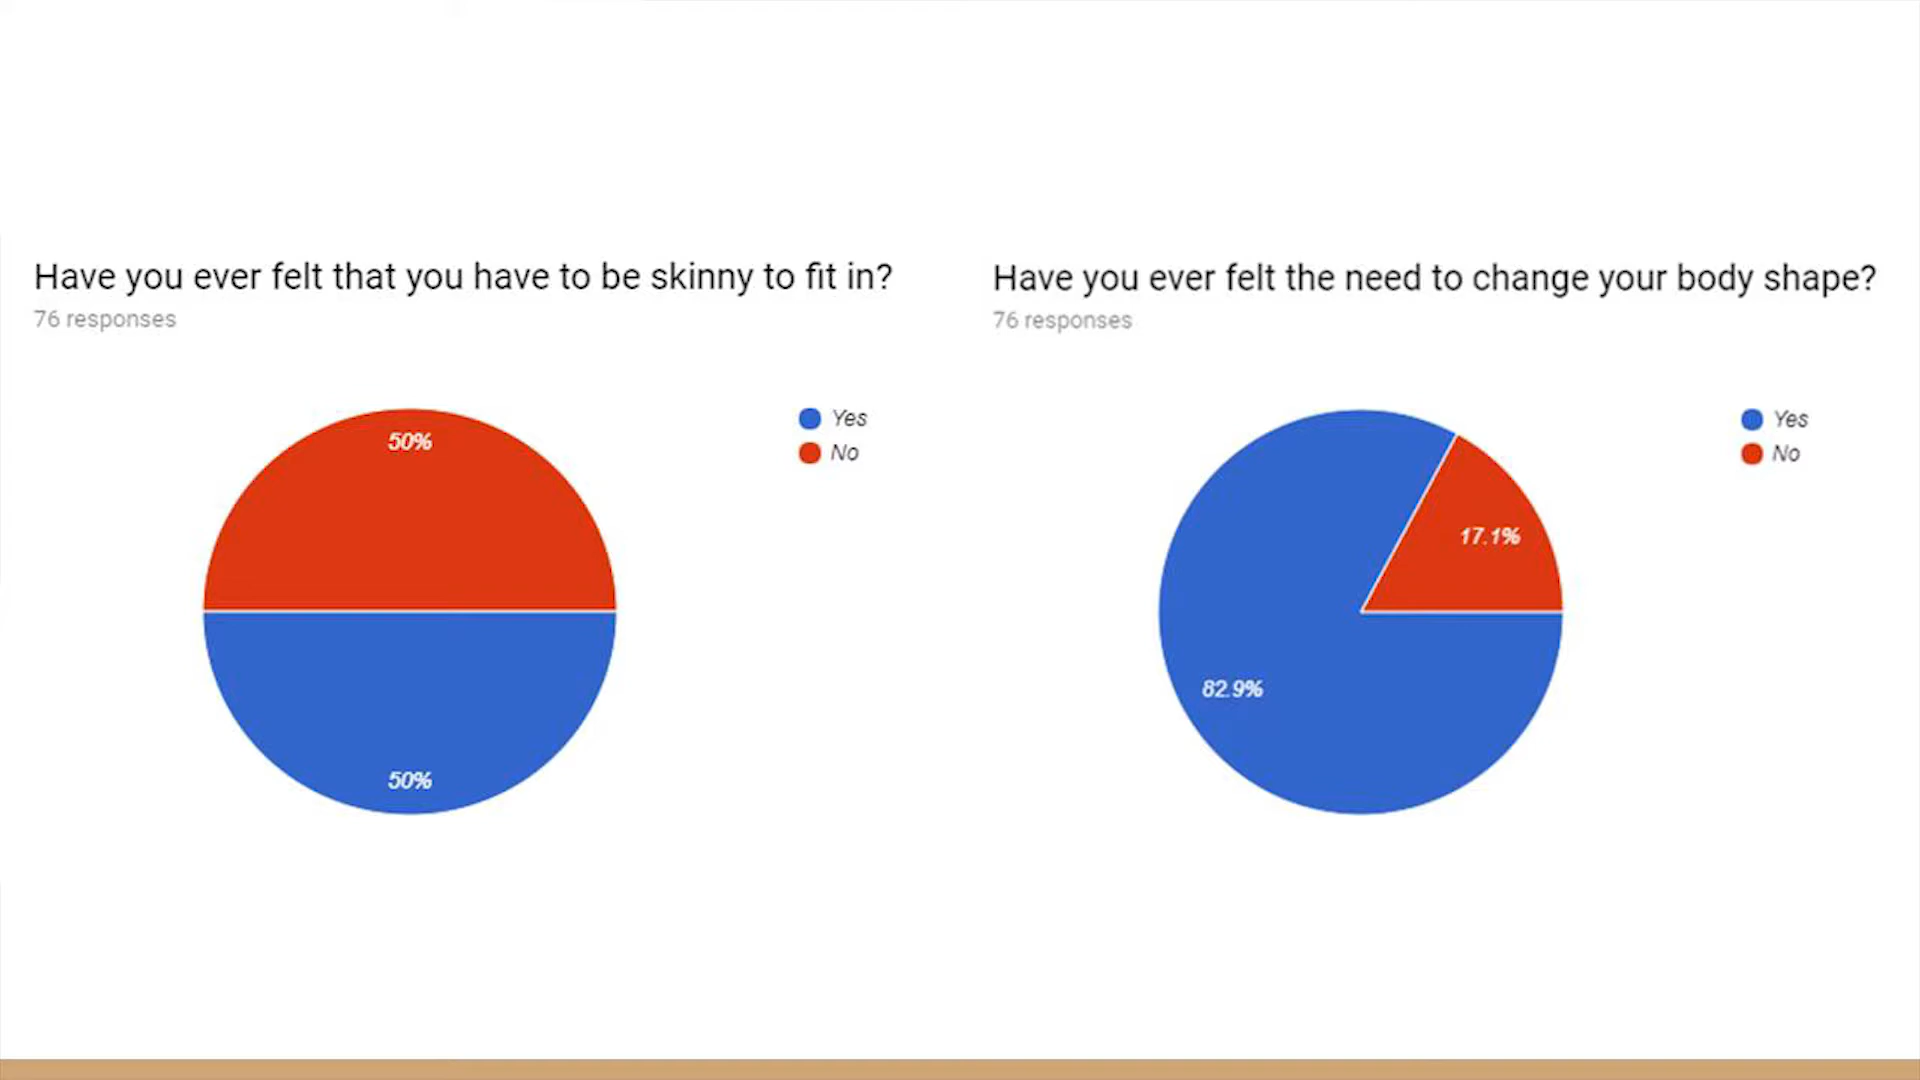 Have you ever felt that you have to be skinny to fit in?
76 responses
Yes
No
50%
50%
Have you ever felt the need to change your body shape?
76 responses
Yes
No
17.1%
82.9%